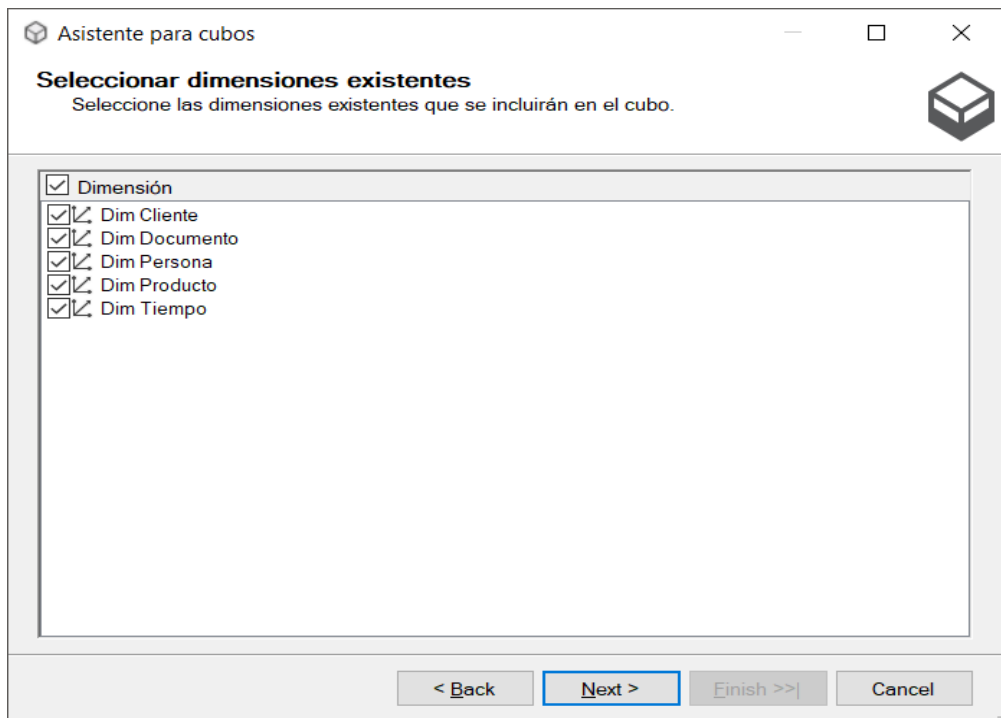 Asistente para cubos
Seleccionar dimensiones existentes
Seleccione las dimensiones existentes que se incluirán en el cubo.
Dimensión
Dim Cliente
Dim Documento
Dim Persona
Dim Producto
Dim Tiempo
< Back Next > Finish >>| Cancel